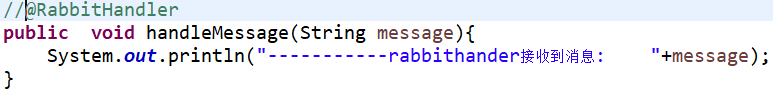 //@RabbitHandler
public  void handleMessage(String message){
    System.out.println("-----------rabbithander接收到消息:    "+message);
}